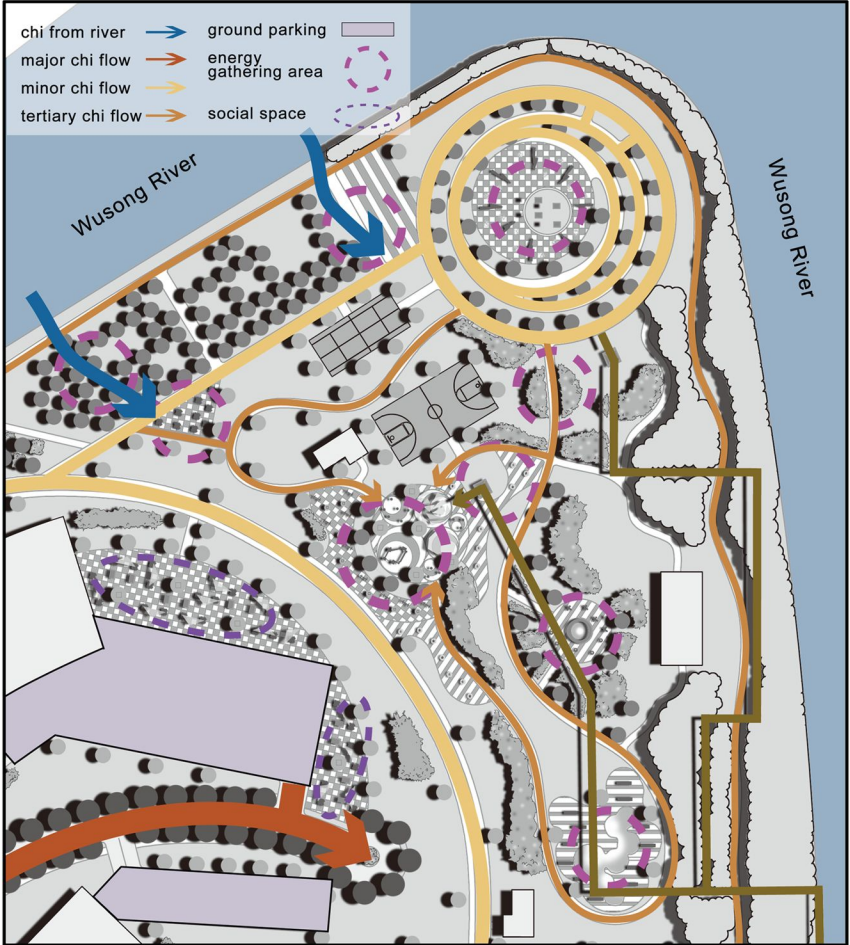 chi from river
major chi flow
minor chi flow
tertiary chi flow
ground parking
energy
gathering area
social space
Wusong River
Wusong River